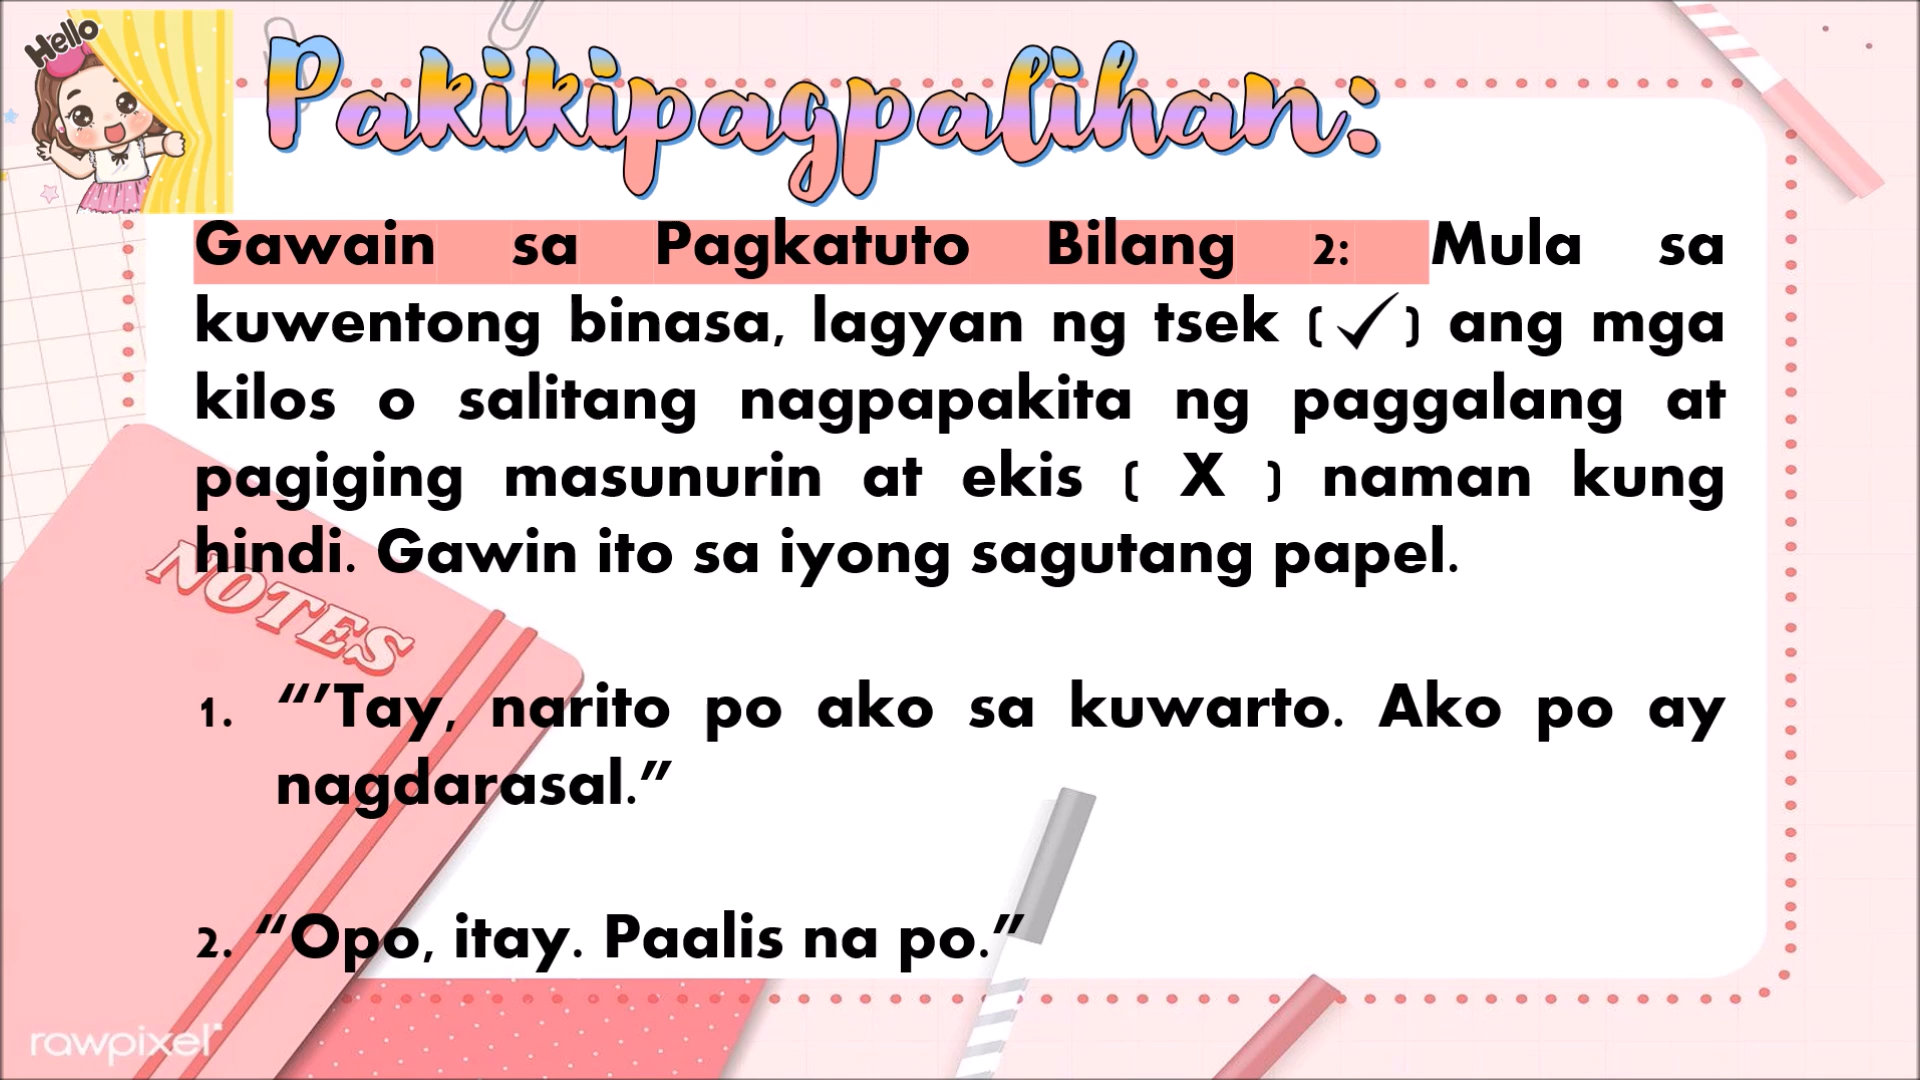 Hello
Pakikipagpalihan:
Gawain sa Pagkatuto Bilang 2: Mula sa
kuwentong binasa, lagyan ng tsek (✓) ang mga
kilos o salitang nagpapakita ng paggalang at
pagiging masunurin at ekis ( X ) naman kung
hindi. Gawin ito sa iyong sagutang papel.
NOTES
1. “’Tay, narito po ako sa kuwarto. Ako po ay
nagdarasal.”
2. “Opo, itay. Paalis na po.”
rawpixel